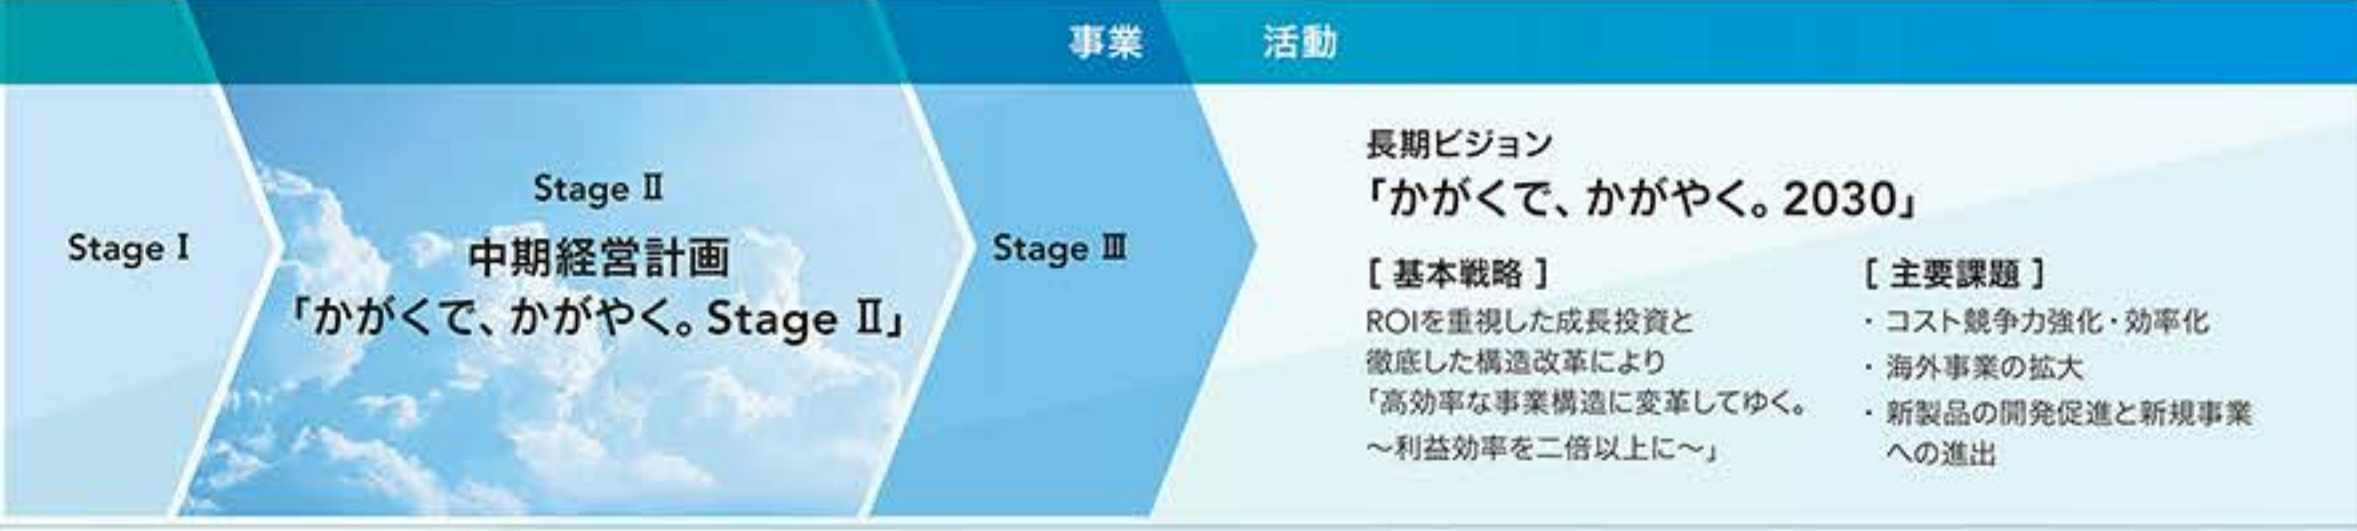 事業 活動
Stage Ⅰ
Stage Ⅱ
中期経営計画
「かがくで、かがやく。Stage Ⅱ」
Stage Ⅲ
長期ビジョン
「かがくで、かがやく。2030」
[ 基本戦略 ]
ROIを重視した成長投資と
徹底した構造改革により
「高効率な事業構造に変革してゆく。
～利益効率を二倍以上に～」
[ 主要課題 ]
・コスト競争力強化・効率化
・海外事業の拡大
・新製品の開発促進と新規事業
への進出